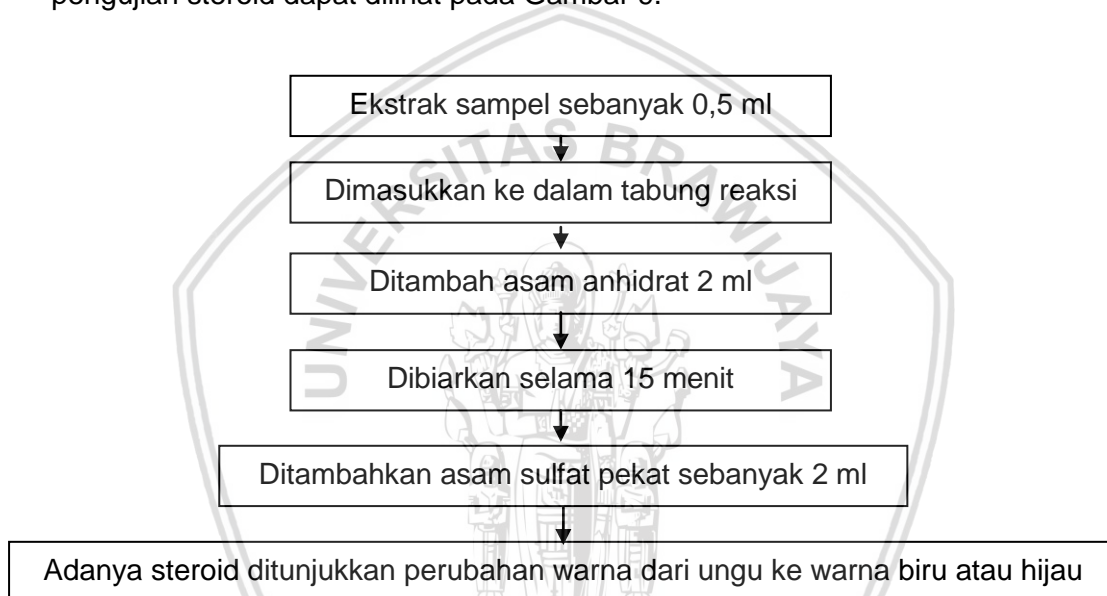 pengujian steroid dapat dilihat pada Gambar
Ekstrak sampel sebanyak 0,5 ml
UNIVERSITAS BRAWIJAYA
Dimasukkan ke dalam tabung reaksi
Ditambah asam anhidrat 2 ml
Dibiarkan selama 15 menit
Ditambahkan asam sulfat pekat sebanyak 2 ml
Adanya steroid ditunjukkan perubahan warna dari ungu ke warna biru atau hijau